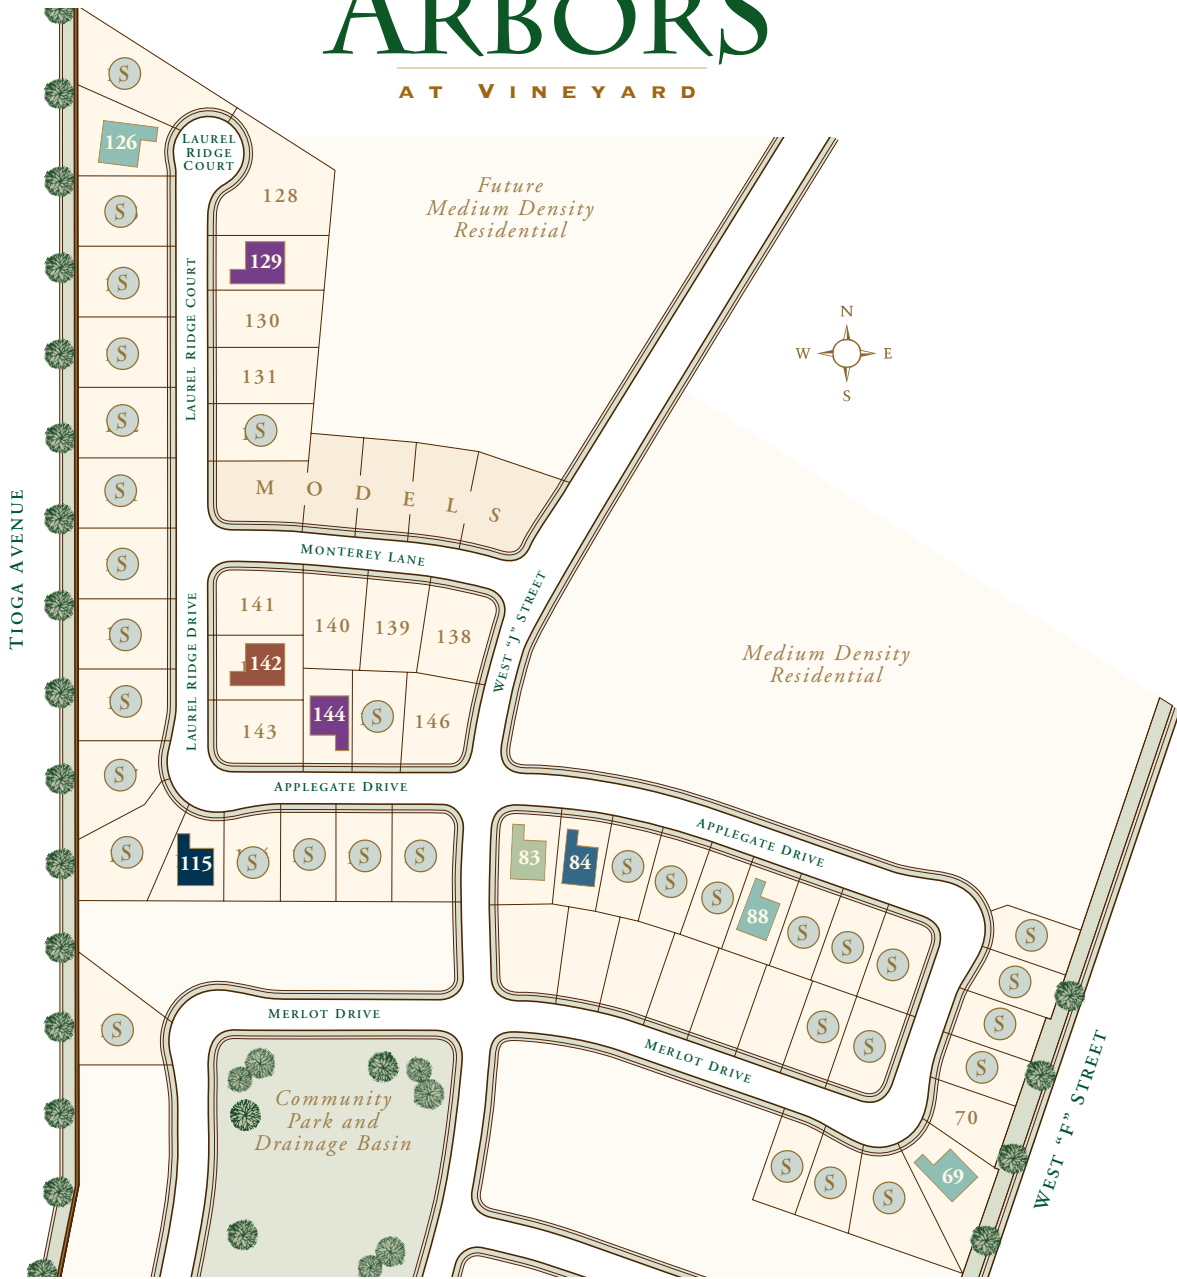 ARBORS
AT VINEYARD
S
126
LAUREL
RIDGE
COURT
128
Future
Medium Density
Residential
S
129
S
LAUREL RIDGE COURT
130
N
W
E
S
S
131
S
S
S
MODELS
TIOGA AVENUE
MONTEREY LANE
S
141
140
139
138
WEST "J" STREET
S
142
LAUREL RIDGE DRIVE
Medium Density
Residential
S
143
144
S
146
S
APPLEGATE DRIVE
APPLEGATE DRIVE
S
115
S
S
S
S
83
84
S
S
S
88
S
S
S
S
S
S
S
S
S
S
MERLOT DRIVE
MERLOT DRIVE
Community
Park and
Drainage Basin
70
WEST "F" STREET
S
S
S
69